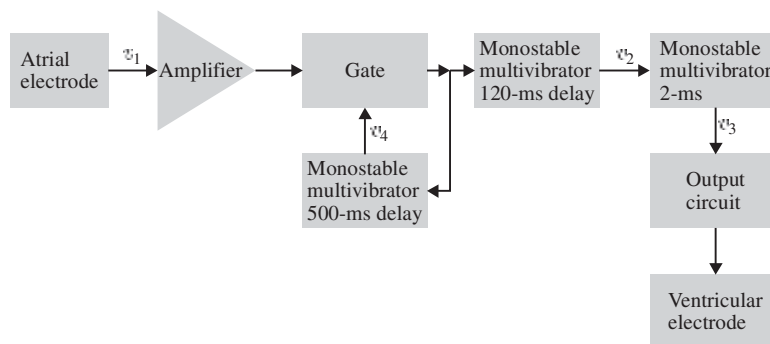 Atrial
electrode
v1
Amplifier
Gate
Monostable
multivibrator
120-ms delay
v2
Monostable
multivibrator
2-ms
v4
v3
Monostable
multivibrator
500-ms delay
Output
circuit
Ventricular
electrode